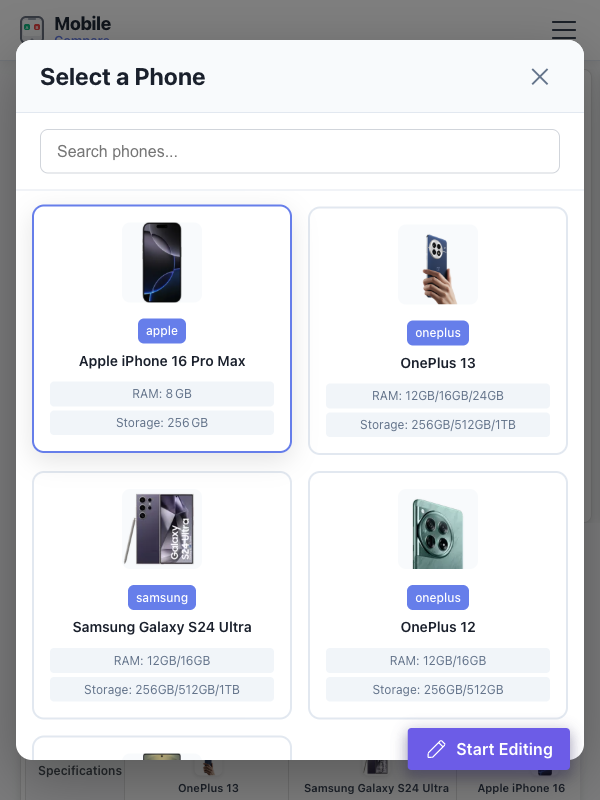 Mobile
Compare
Select a Phone
Search phones...
apple
Apple iPhone 16 Pro Max
RAM: 8 GB
Storage: 256 GB
oneplus
OnePlus 13
RAM: 12GB/16GB/24GB
Storage: 256GB/512GB/1TB
Galaxy
S24 Ultra
samsung
Samsung Galaxy S24 Ultra
RAM: 12GB/16GB
Storage: 256GB/512GB/1TB
oneplus
OnePlus 12
RAM: 12GB/16GB
Storage: 256GB/512GB
Start Editing
Specifications
OnePlus 13
Samsung Galaxy S24 Ultra
Apple iPhone 16